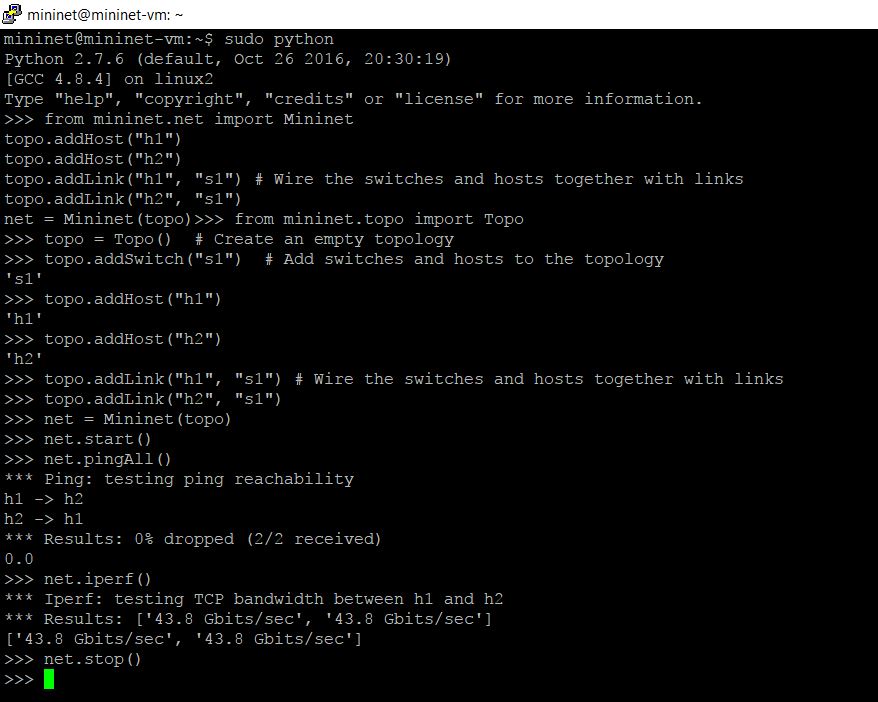 mininet@mininet-vm: ~
mininet@mininet-vm:~$ sudo python
Python 2.7.6 (default, Oct 26 2016, 20:30:19)
[GCC 4.8.4] on linux2
Type "help", "copyright", "credits" or "license" for more information.
>>> from mininet.net import Mininet
topo.addHost("h1")
topo.addHost("h2")
topo.addLink("h1", "s1") # Wire the switches and hosts together with links
topo.addLink("h2", "s1")
net = Mininet(topo)>>> from mininet.topo import Topo
>>> topo = Topo()  # Create an empty topology
>>> topo.addSwitch("s1")  # Add switches and hosts to the topology
's1'
>>> topo.addHost("h1")
'h1'
>>> topo.addHost("h2")
'h2'
>>> topo.addLink("h1", "s1") # Wire the switches and hosts together with links
>>> topo.addLink("h2", "s1")
>>> net = Mininet(topo)
>>> net.start()
>>> net.pingAll()
*** Ping: testing ping reachability
h1 -> h2
h2 -> h1
*** Results: 0% dropped (2/2 received)
0.0
>>> net.iperf()
*** Iperf: testing TCP bandwidth between h1 and h2
*** Results: ['43.8 Gbits/sec', '43.8 Gbits/sec']
['43.8 Gbits/sec', '43.8 Gbits/sec']
>>> net.stop()
>>>